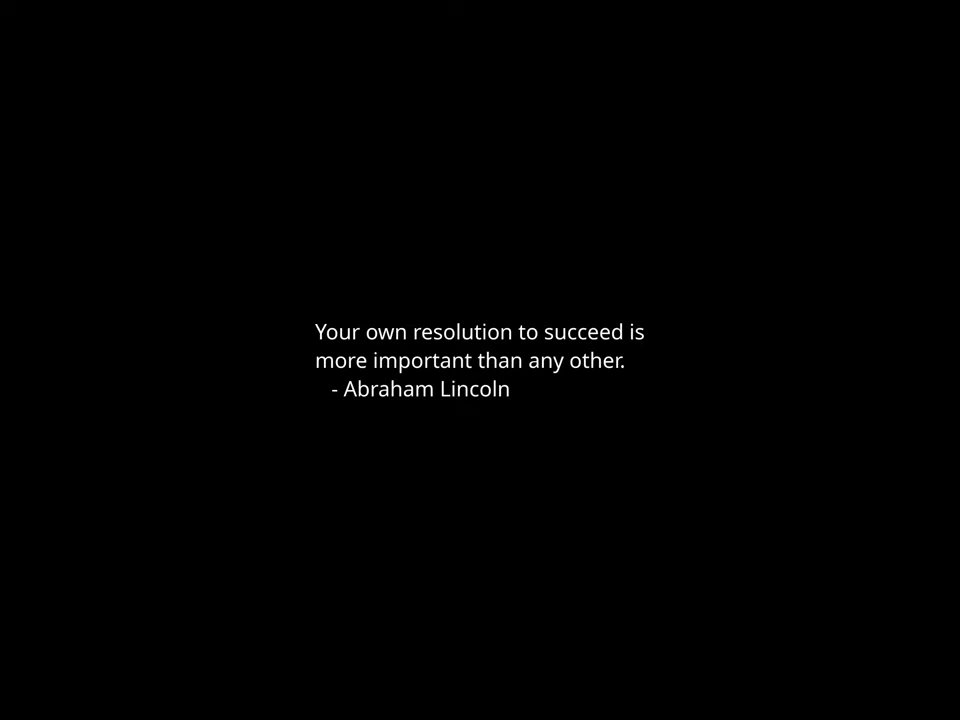 Your own resolution to succeed is
more important than any other.
- Abraham Lincoln